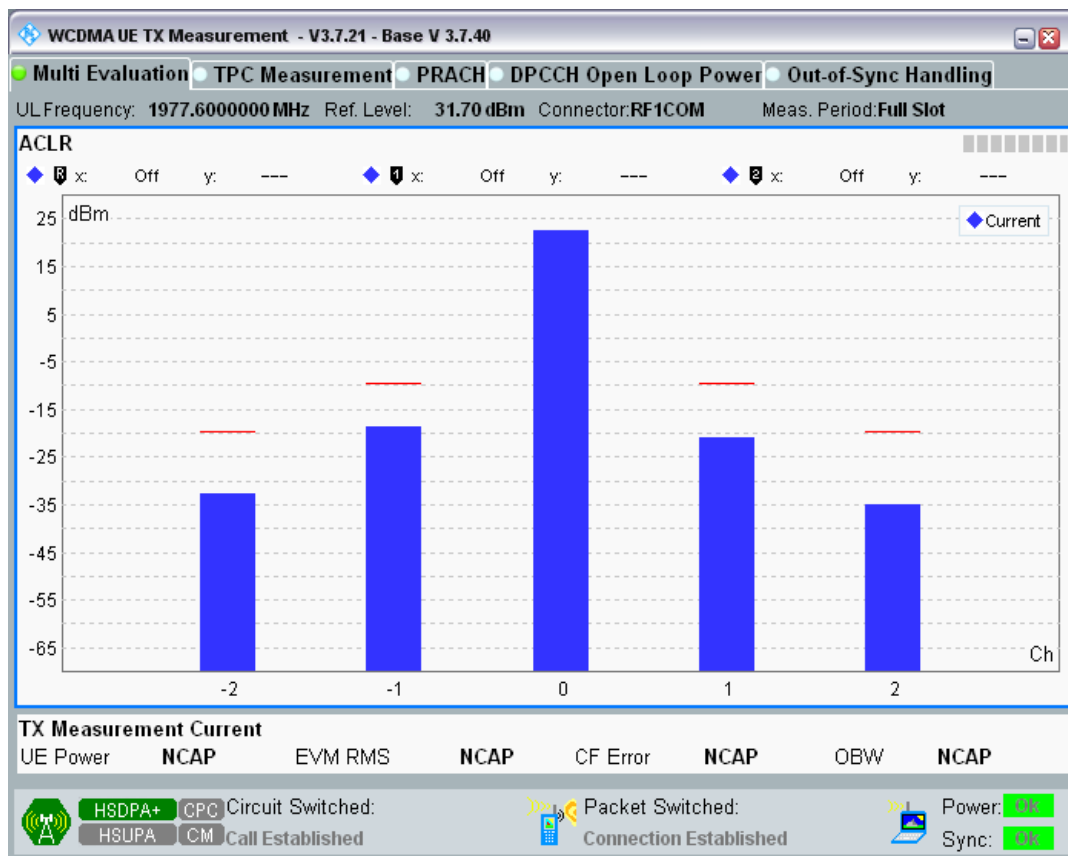 WCDMA UE TX Measurement - V3.7.21 - Base V 3.7.40
Multi Evaluation TPC Measurement PRACH DPCCH Open Loop Power Out-of-Sync Handling
UL Frequency: 1977.6000000 MHz Ref. Level: 31.70 dBm Connector:RF1COM Meas. Period:Full Slot
ACLR
R x: Off y: --- 1 x: Off y: --- 2 x: Off y: ---
dBm
Current
25
15
5
-5
-15
-25
-35
-45
-55
-65
Ch
-2 -1 0 1 2
TX Measurement Current
UE Power NCAP EVM RMS NCAP CF Error NCAP OBW NCAP
HSDPA+ CPC Circuit Switched: Packet Switched: Power: OK
HSUPA CM Call Established Connection Established Sync: OK